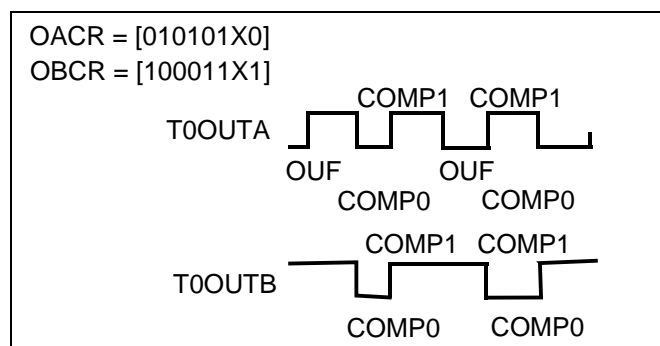 OACR = [010101X0]
OBCR = [100011X1]
COMP1 COMP1
T0OUTA
OUF OUF
COMP0 COMP0
COMP1 COMP1
T0OUTB
COMP0 COMP0